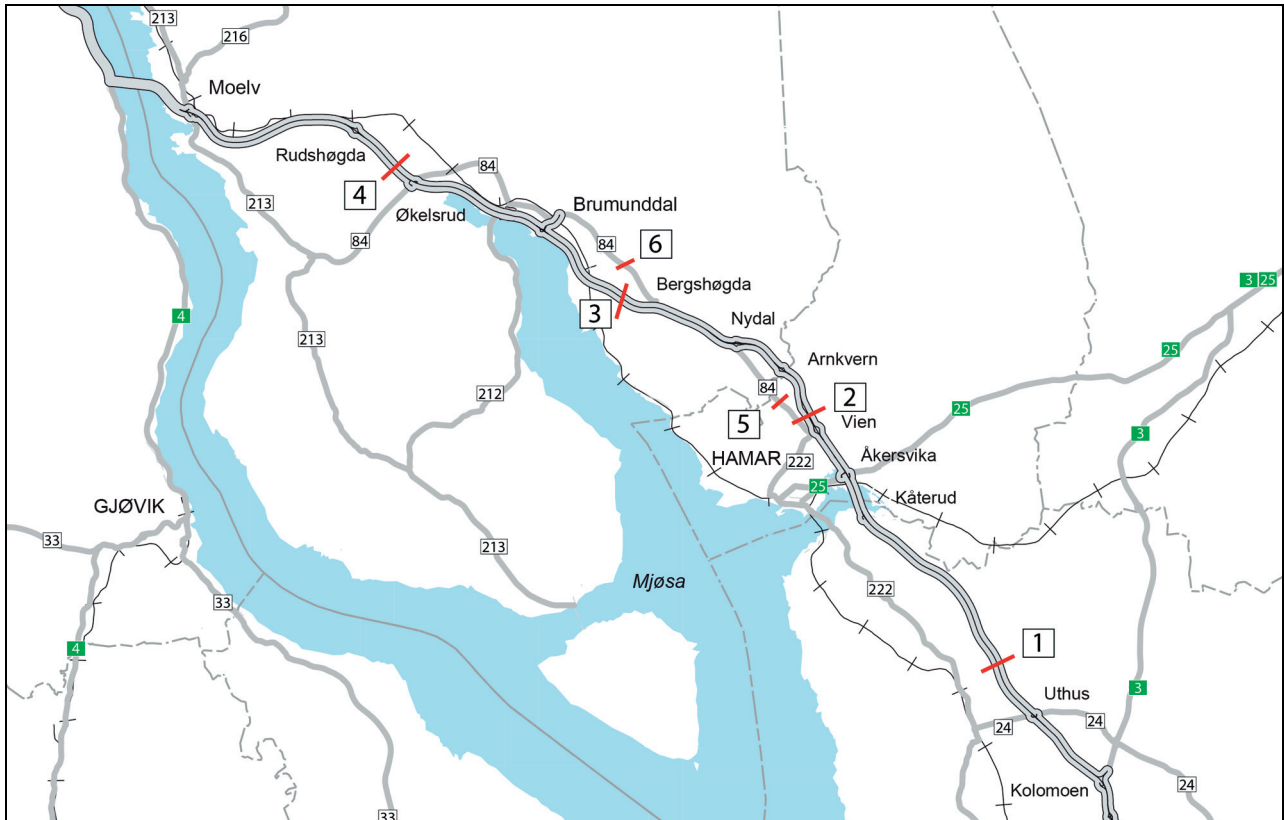 213
216
Moelv
Rudshøgda
84
4
213
Økelsrud
Brumunddal
84
6
84
Bergshøgda
3 25
3
4
Nydal
213
25
Arnkvern
84
2
212
25
5
Vien
3
HAMAR
222
Åkersvika
25
Kåterud
GJØVIK
33
213
Mjøsa
222
33
1
4
3
Uthus
24
24
Kolomoen
24
33